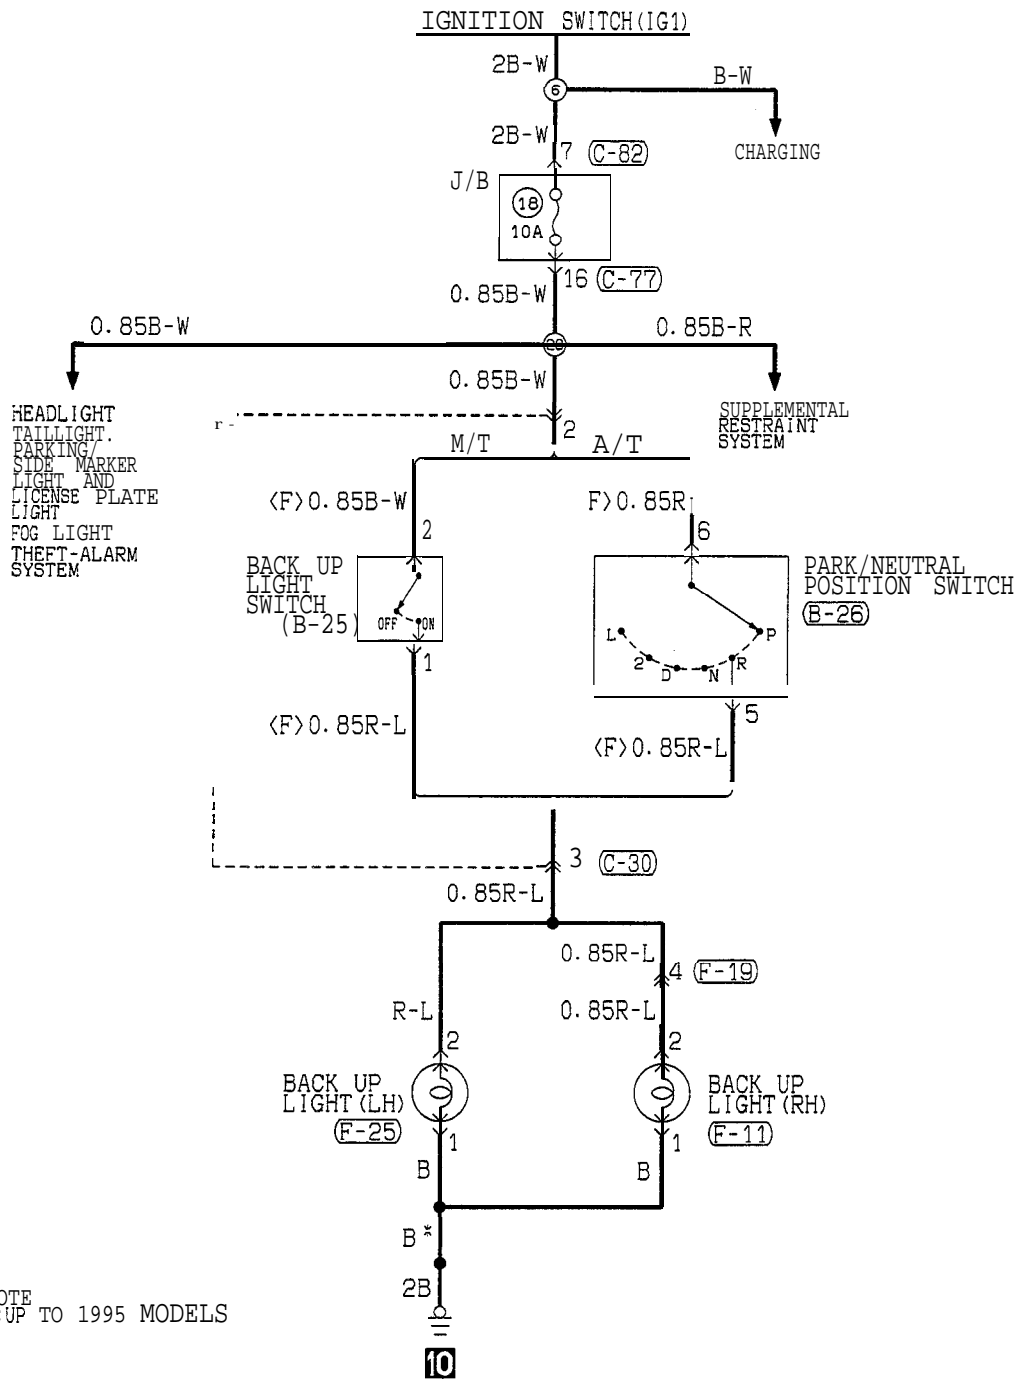 IGNITION SWITCH(IG1)
2B-W
6
B-W
2B-W
7
C-82
CHARGING
J/B
18
10A
16
C-77
0.85B-W
0.85B-W
0.85B-R
0.85B-W
HEADLIGHT
TAILLIGHT.
PARKING/
SIDE MARKER
LIGHT AND
LICENSE PLATE
LIGHT
FOG LIGHT
THEFT-ALARM
SYSTEM
r-
2
SUPPLEMENTAL
RESTRAINT
SYSTEM
M/T
A/T
<F>0.85B-W
F>0.85R
2
6
BACK UP
LIGHT
SWITCH
(B-25)
OFF
ON
PARK/NEUTRAL
POSITION SWITCH
B-26
L
2
D
N
R
P
1
5
<F>0.85R-L
<F>0.85R-L
3
C-30
0.85R-L
0.85R-L
4
F-19
R-L
0.85R-L
2
2
BACK UP
LIGHT(LH)
F-25
BACK UP
LIGHT(RH)
F-11
1
1
B
B
B*
2B
OTE
:UP TO 1995 MODELS
10